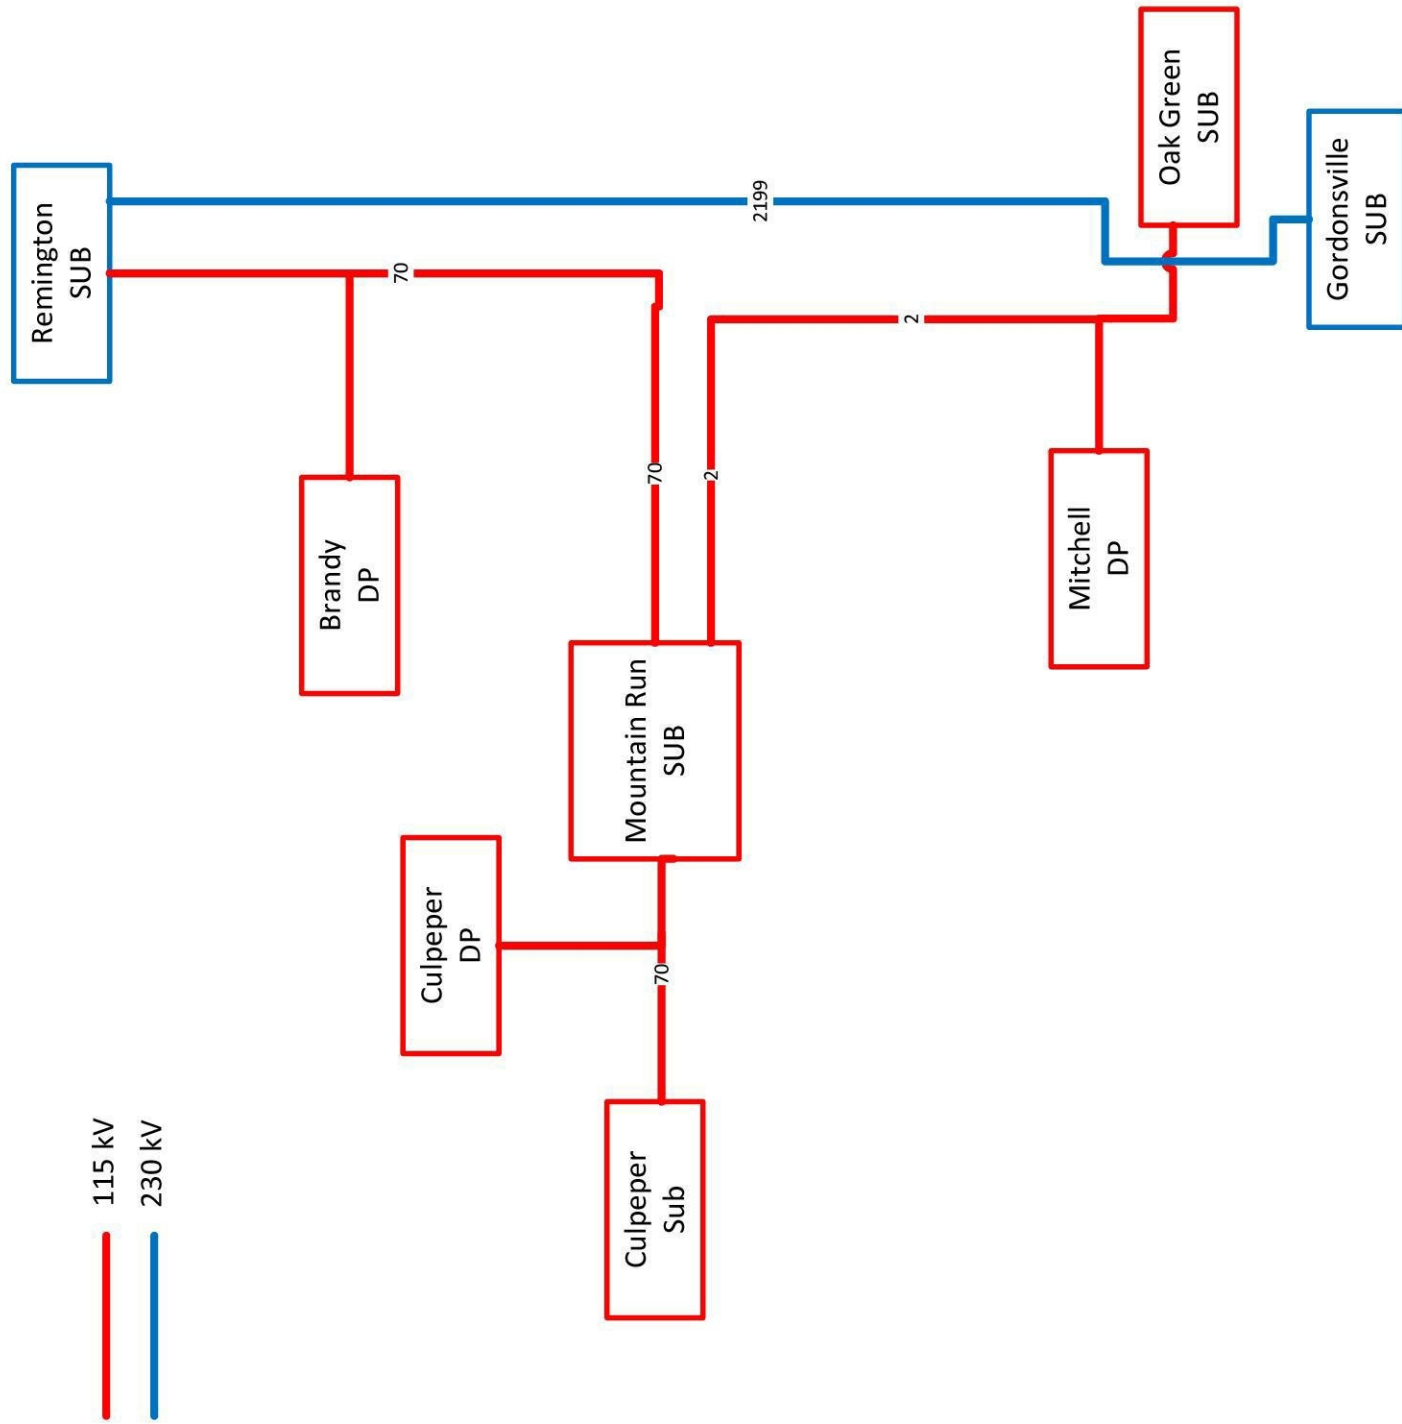 115 kV
230 kV
Remington
SUB
Brandy
DP
70
2199
Culpeper
DP
70
Culpeper
Sub
70
Mountain Run
SUB
2
2
Mitchell
DP
Oak Green
SUB
Gordonsville
SUB